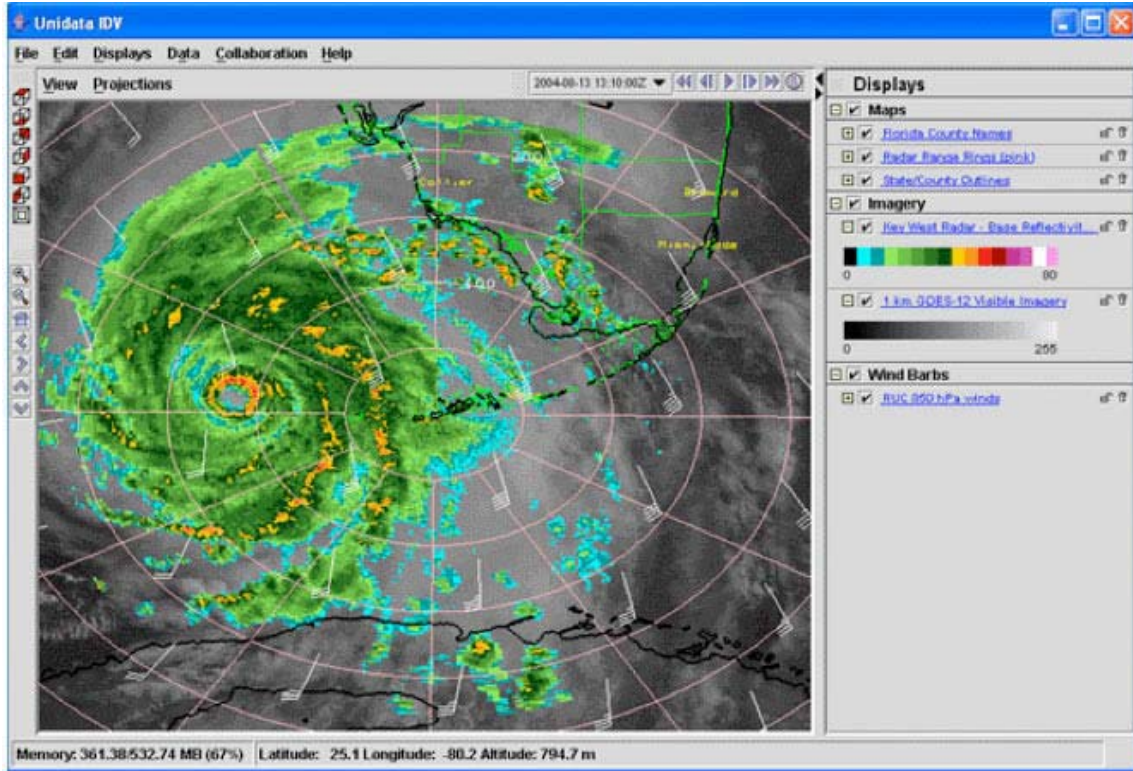 Unidata IDV
File Edit Displays Data Collaboration Help
View Projections
2004-08-13 13:10:00Z
Displays
Maps
Florida County Names
Radar Range Rings (pink)
State/County Outlines
Imagery
Key West Radar - Base Reflectivit...
0 80
1 km GOES-12 Visible Imagery
0 255
Wind Barbs
RUC 850 hPa winds
Collier
400
Memory: 361.38/532.74 MB (67%) Latitude: 25.1 Longitude: -80.2 Altitude: 794.7 m